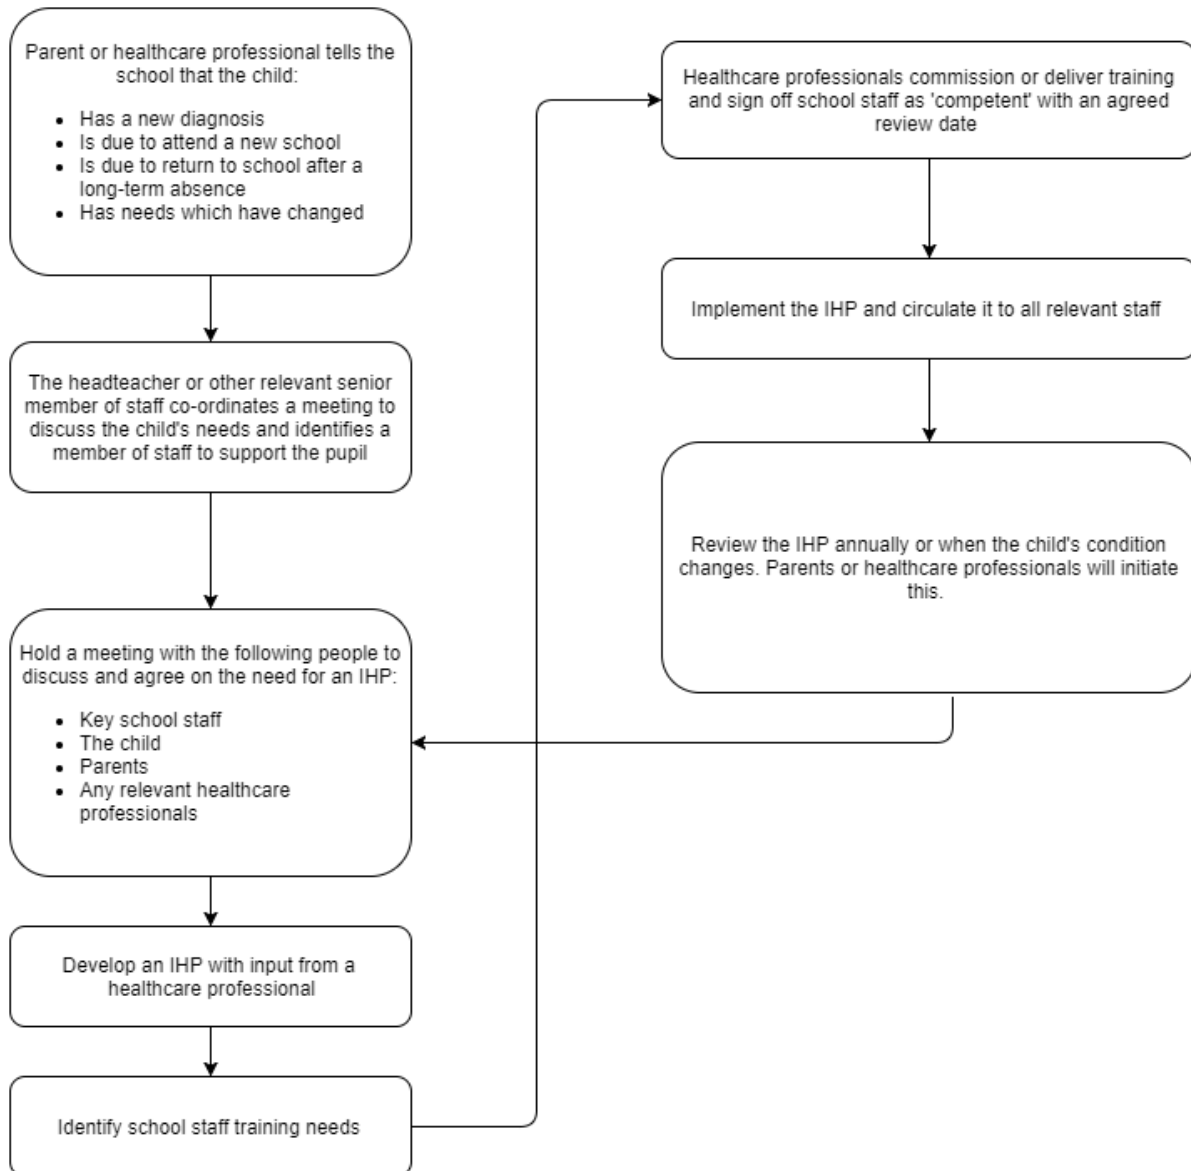 Parent or healthcare professional tells the
school that the child:
• Has a new diagnosis
• Is due to attend a new school
• Is due to return to school after a
long-term absence
• Has needs which have changed
The headteacher or other relevant senior
member of staff co-ordinates a meeting to
discuss the child's needs and identifies a
member of staff to support the pupil
Hold a meeting with the following people to
discuss and agree on the need for an IHP:
• Key school staff
• The child
• Parents
• Any relevant healthcare
professionals
Develop an IHP with input from a
healthcare professional
Identify school staff training needs
Healthcare professionals commission or deliver training
and sign off school staff as 'competent' with an agreed
review date
Implement the IHP and circulate it to all relevant staff
Review the IHP annually or when the child's condition
changes. Parents or healthcare professionals will initiate
this.